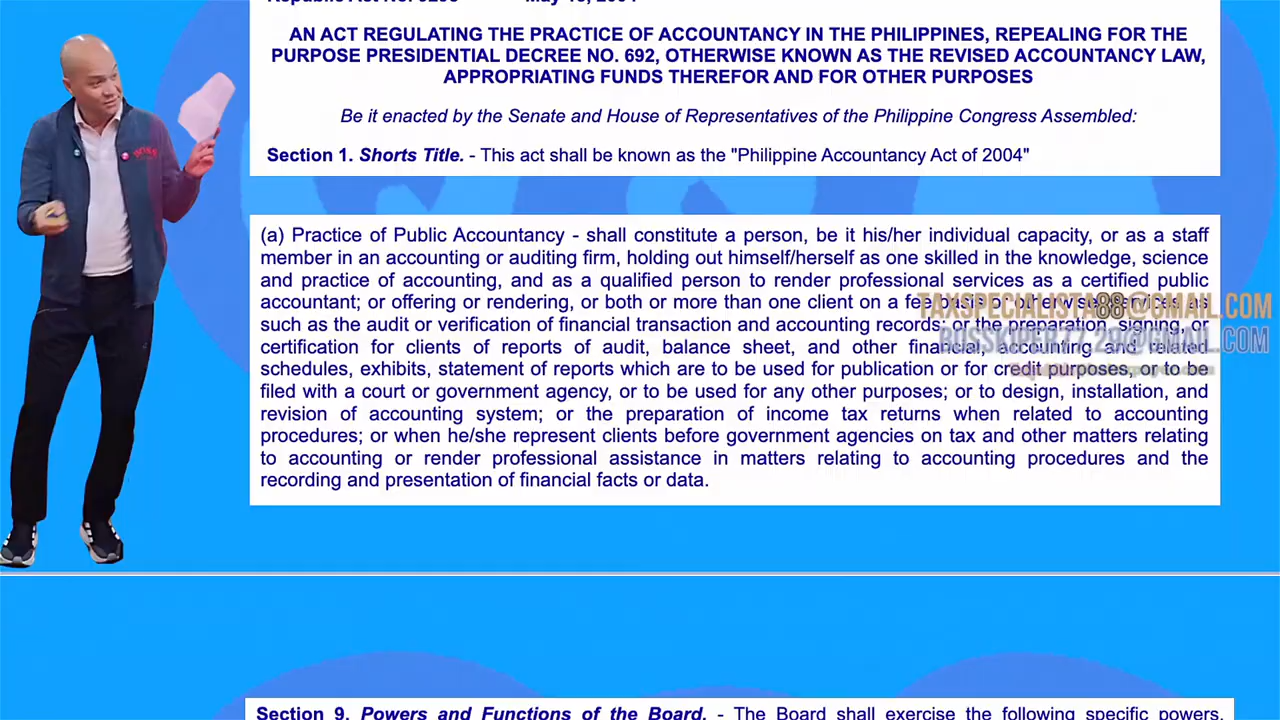 AN ACT REGULATING THE PRACTICE OF ACCOUNTANCY IN THE PHILIPPINES, REPEALING FOR THE
PURPOSE PRESIDENTIAL DECREE NO. 692, OTHERWISE KNOWN AS THE REVISED ACCOUNTANCY LAW,
APPROPRIATING FUNDS THEREFOR AND FOR OTHER PURPOSES
Be it enacted by the Senate and House of Representatives of the Philippine Congress Assembled:
Section 1. Shorts Title. - This act shall be known as the "Philippine Accountancy Act of 2004"
(a) Practice of Public Accountancy - shall constitute a person, be it his/her individual capacity, or as a staff
member in an accounting or auditing firm, holding out himself/herself as one skilled in the knowledge, science
and practice of accounting, and as a qualified person to render professional services as a certified public
accountant; or offering or rendering, or both or more than one client on a fee basis or otherwise, services as
such as the audit or verification of financial transaction and accounting records; or the preparation, signing, or
certification for clients of reports of audit, balance sheet, and other financial, accounting and related
schedules, exhibits, statement of reports which are to be used for publication or for credit purposes, or to be
filed with a court or government agency, or to be used for any other purposes; or to design, installation, and
revision of accounting system; or the preparation of income tax returns when related to accounting
procedures; or when he/she represent clients before government agencies on tax and other matters relating
to accounting or render professional assistance in matters relating to accounting procedures and the
recording and presentation of financial facts or data.
TAXSPECIALISTA88@GMAIL.COM
BOSSKIPER77.29@GMAIL.COM
Section 9. Powers and Functions of the Board. - The Board shall exercise the following specific powers,